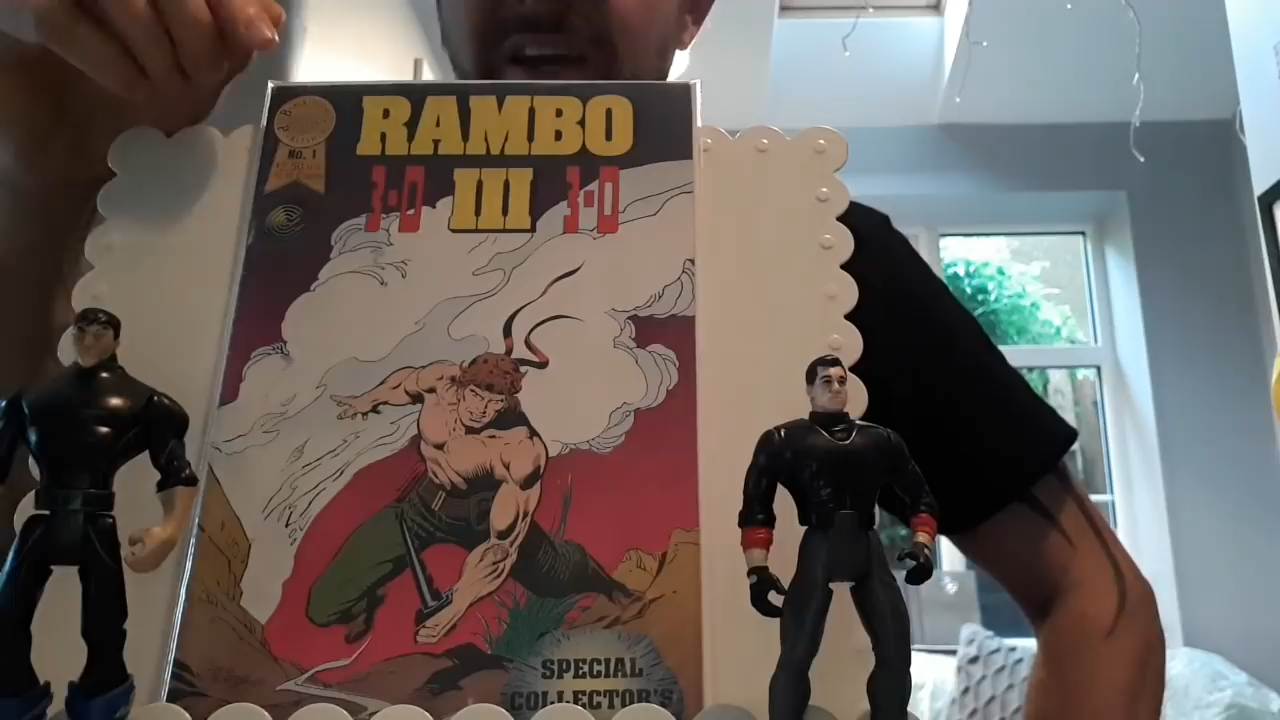 RAMBO
No. 1
3-D III 3-D
SPECIAL
COLLECTOR'S